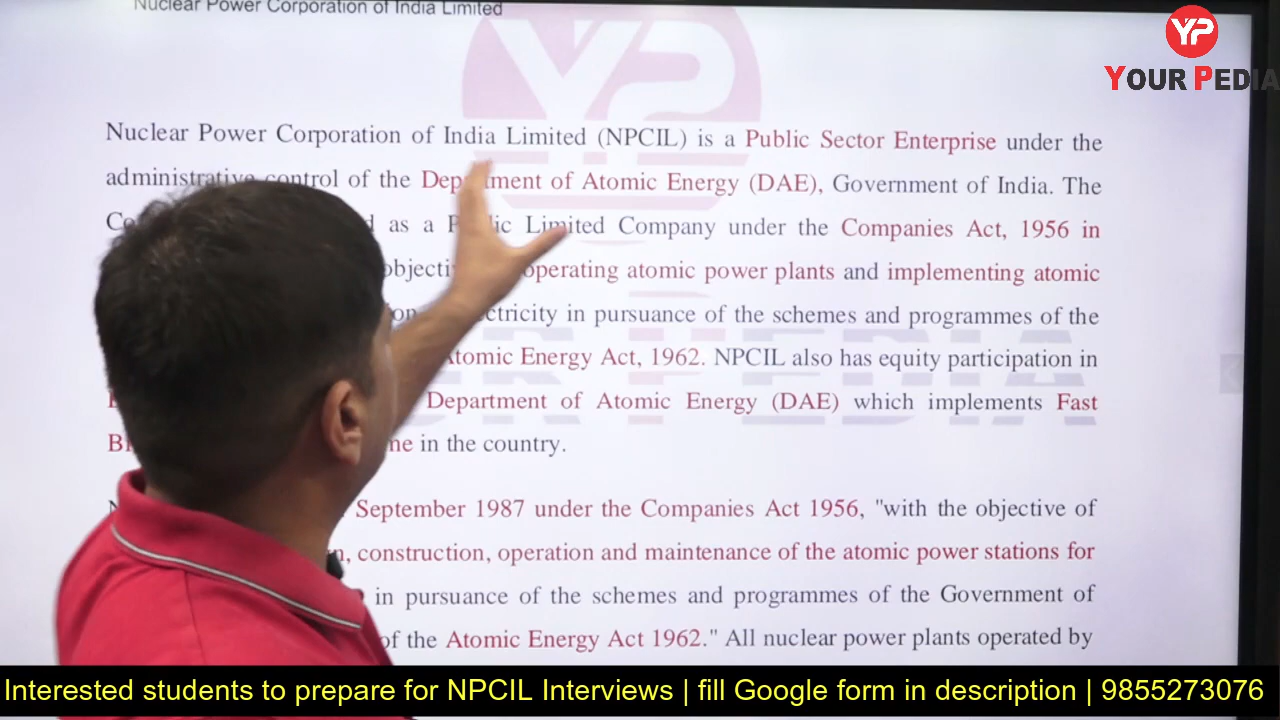 Nuclear Power Corporation of India Limited
YP
YOUR PEDIA
Nuclear Power Corporation of India Limited (NPCIL) is a Public Sector Enterprise under the
administrative control of the Department of Atomic Energy (DAE), Government of India. The
as a Public Limited Company under the Companies Act, 1956 in
operating atomic power plants and implementing atomic
in pursuance of the schemes and programmes of the
Atomic Energy Act, 1962. NPCIL also has equity participation in
Department of Atomic Energy (DAE) which implements Fast
in the country.
September 1987 under the Companies Act 1956, "with the objective of
construction, operation and maintenance of the atomic power stations for
in pursuance of the schemes and programmes of the Government of
of the Atomic Energy Act 1962." All nuclear power plants operated by
Interested students to prepare for NPCIL Interviews | fill Google form in description | 9855273076